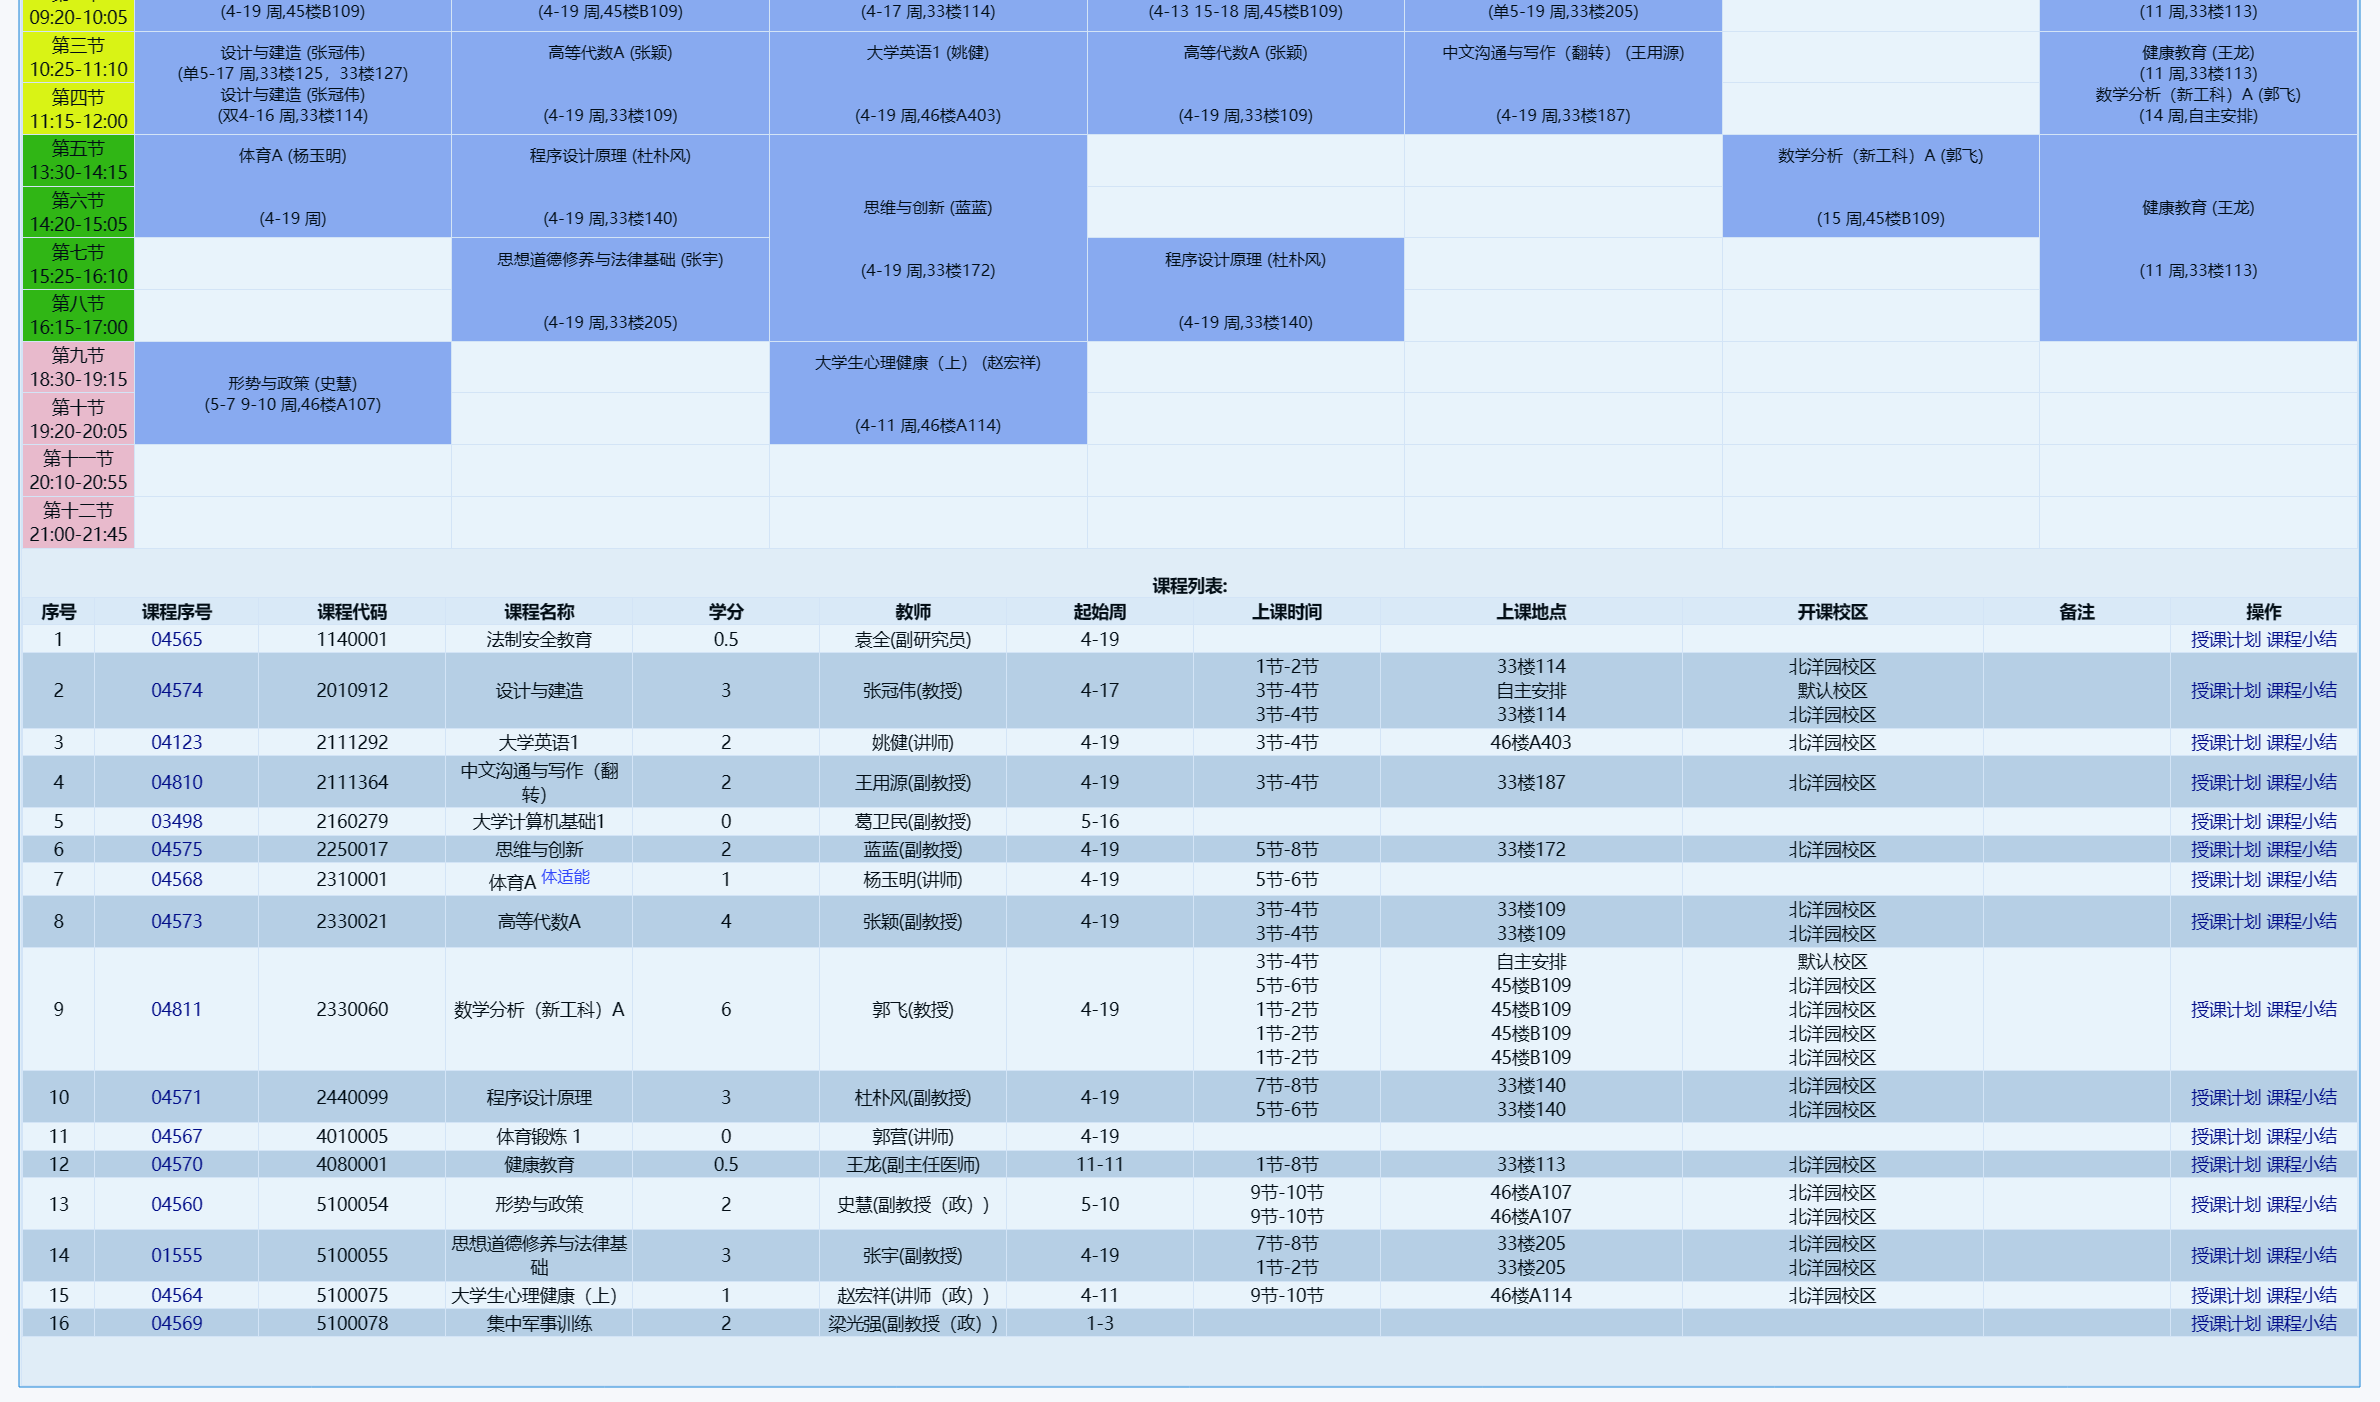 09:20-10:05 (4-19 周,45楼B109) (4-19 周,45楼B109) (4-17 周,33楼114) (4-13 15-18 周,45楼B109) (单5-19 周,33楼205) (11 周,33楼113)
第三节
10:25-11:10
第四节
11:15-12:00
设计与建造 (张冠伟)
(单5-17 周,33楼125，33楼127)
设计与建造 (张冠伟)
(双4-16 周,33楼114)
高等代数A (张颖)
(4-19 周,33楼109)
大学英语1 (姚健)
(4-19 周,46楼A403)
高等代数A (张颖)
(4-19 周,33楼109)
中文沟通与写作（翻转） (王用源)
(4-19 周,33楼187)
健康教育 (王龙)
(11 周,33楼113)
数学分析（新工科）A (郭飞)
(14 周,自主安排)
第五节
13:30-14:15
第六节
14:20-15:05
体育A (杨玉明)
(4-19 周)
程序设计原理 (杜朴风)
(4-19 周,33楼140)
思维与创新 (蓝蓝)
(4-19 周,33楼172)
数学分析（新工科）A (郭飞)
(15 周,45楼B109)
健康教育 (王龙)
(11 周,33楼113)
第七节
15:25-16:10
第八节
16:15-17:00
思想道德修养与法律基础 (张宇)
(4-19 周,33楼205)
程序设计原理 (杜朴风)
(4-19 周,33楼140)
第九节
18:30-19:15
第十节
19:20-20:05
形势与政策 (史慧)
(5-7 9-10 周,46楼A107)
大学生心理健康（上） (赵宏祥)
(4-11 周,46楼A114)
第十一节
20:10-20:55
第十二节
21:00-21:45
课程列表:
序号 课程序号 课程代码 课程名称 学分 教师 起始周 上课时间 上课地点 开课校区 备注 操作
1 04565 1140001 法制安全教育 0.5 袁全(副研究员) 4-19 授课计划 课程小结
1节-2节 33楼114 北洋园校区
2 04574 2010912 设计与建造 3 张冠伟(教授) 4-17 3节-4节 自主安排 默认校区 授课计划 课程小结
3节-4节 33楼114 北洋园校区
3 04123 2111292 大学英语1 2 姚健(讲师) 4-19 3节-4节 46楼A403 北洋园校区 授课计划 课程小结
4 04810 2111364 中文沟通与写作（翻 2 王用源(副教授) 4-19 3节-4节 33楼187 北洋园校区 授课计划 课程小结
转）
5 03498 2160279 大学计算机基础1 0 葛卫民(副教授) 5-16 授课计划 课程小结
6 04575 2250017 思维与创新 2 蓝蓝(副教授) 4-19 5节-8节 33楼172 北洋园校区 授课计划 课程小结
7 04568 2310001 体育A 体适能 1 杨玉明(讲师) 4-19 5节-6节 授课计划 课程小结
8 04573 2330021 高等代数A 4 张颖(副教授) 4-19 3节-4节 33楼109 北洋园校区 授课计划 课程小结
3节-4节 33楼109 北洋园校区
3节-4节 自主安排 默认校区
5节-6节 45楼B109 北洋园校区
9 04811 2330060 数学分析（新工科）A 6 郭飞(教授) 4-19 1节-2节 45楼B109 北洋园校区 授课计划 课程小结
1节-2节 45楼B109 北洋园校区
1节-2节 45楼B109 北洋园校区
10 04571 2440099 程序设计原理 3 杜朴风(副教授) 4-19 7节-8节 33楼140 北洋园校区 授课计划 课程小结
5节-6节 33楼140 北洋园校区
11 04567 4010005 体育锻炼 1 0 郭营(讲师) 4-19 授课计划 课程小结
12 04570 4080001 健康教育 0.5 王龙(副主任医师) 11-11 1节-8节 33楼113 北洋园校区 授课计划 课程小结
13 04560 5100054 形势与政策 2 史慧(副教授（政）) 5-10 9节-10节 46楼A107 北洋园校区 授课计划 课程小结
9节-10节 46楼A107 北洋园校区
14 01555 5100055 思想道德修养与法律基 3 张宇(副教授) 4-19 7节-8节 33楼205 北洋园校区 授课计划 课程小结
础 1节-2节 33楼205 北洋园校区
15 04564 5100075 大学生心理健康（上） 1 赵宏祥(讲师（政）) 4-11 9节-10节 46楼A114 北洋园校区 授课计划 课程小结
16 04569 5100078 集中军事训练 2 梁光强(副教授（政）) 1-3 授课计划 课程小结